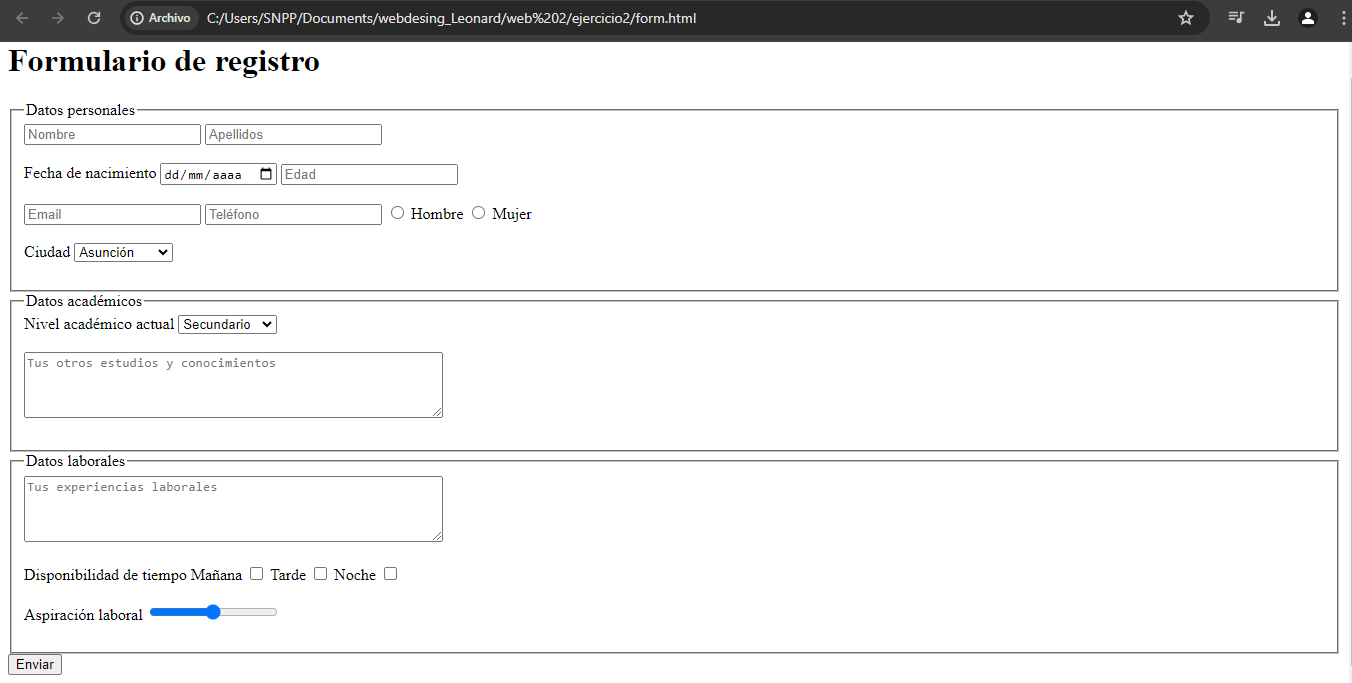 Archivo C:/Users/SNPP/Documents/webdesing_Leonard/web%202/ejercicio2/form.html
Formulario de registro
Datos personales
Nombre Apellidos
Fecha de nacimiento dd/mm/aaaa Edad
Email Teléfono Hombre Mujer
Ciudad Asunción
Datos académicos
Nivel académico actual Secundario
Tus otros estudios y conocimientos
Datos laborales
Tus experiencias laborales
Disponibilidad de tiempo Mañana Tarde Noche
Aspiración laboral
Enviar